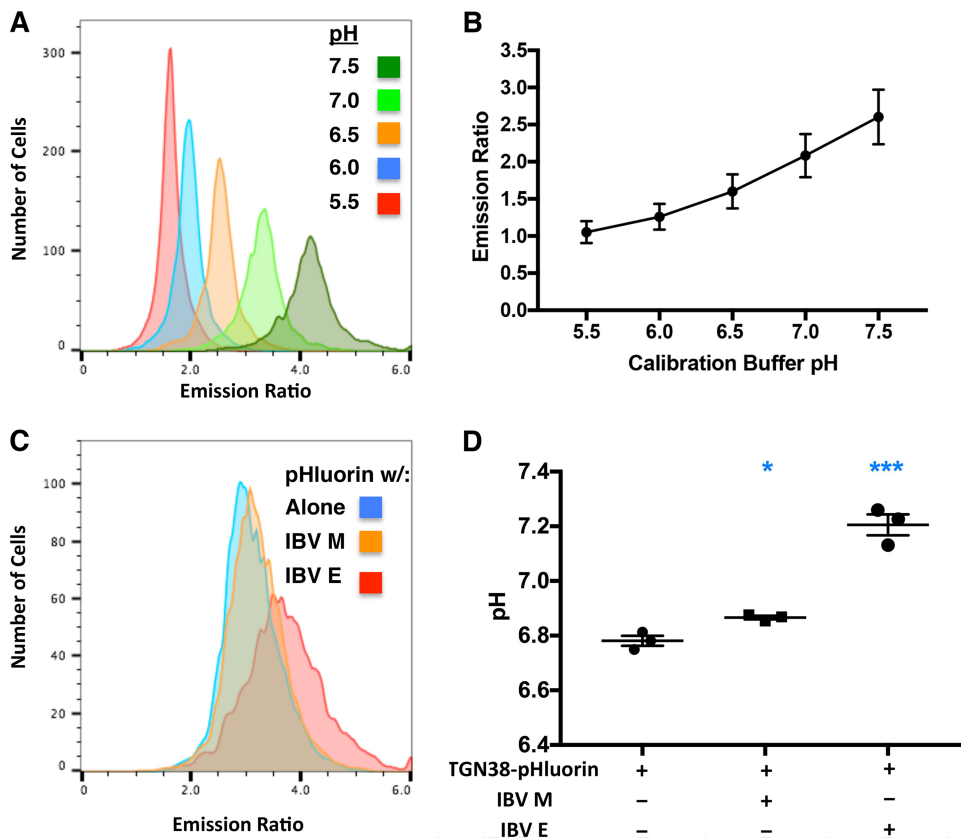 A
pH
7.5
7.0
6.5
6.0
5.5
300
200
100
0
0 2.0 4.0 6.0
Number of Cells
Emission Ratio
B
3.5
3.0
2.5
2.0
1.5
1.0
0.5
0.0
5.5 6.0 6.5 7.0 7.5
Emission Ratio
Calibration Buffer pH
C
pHluorin w/:
Alone
IBV M
IBV E
100
80
60
40
20
0
0 2.0 4.0 6.0
Number of Cells
Emission Ratio
D
* ***
7.4
7.2
7.0
6.8
6.6
6.4
pH
TGN38-pHluorin + + +
IBV M – + –
IBV E – – +